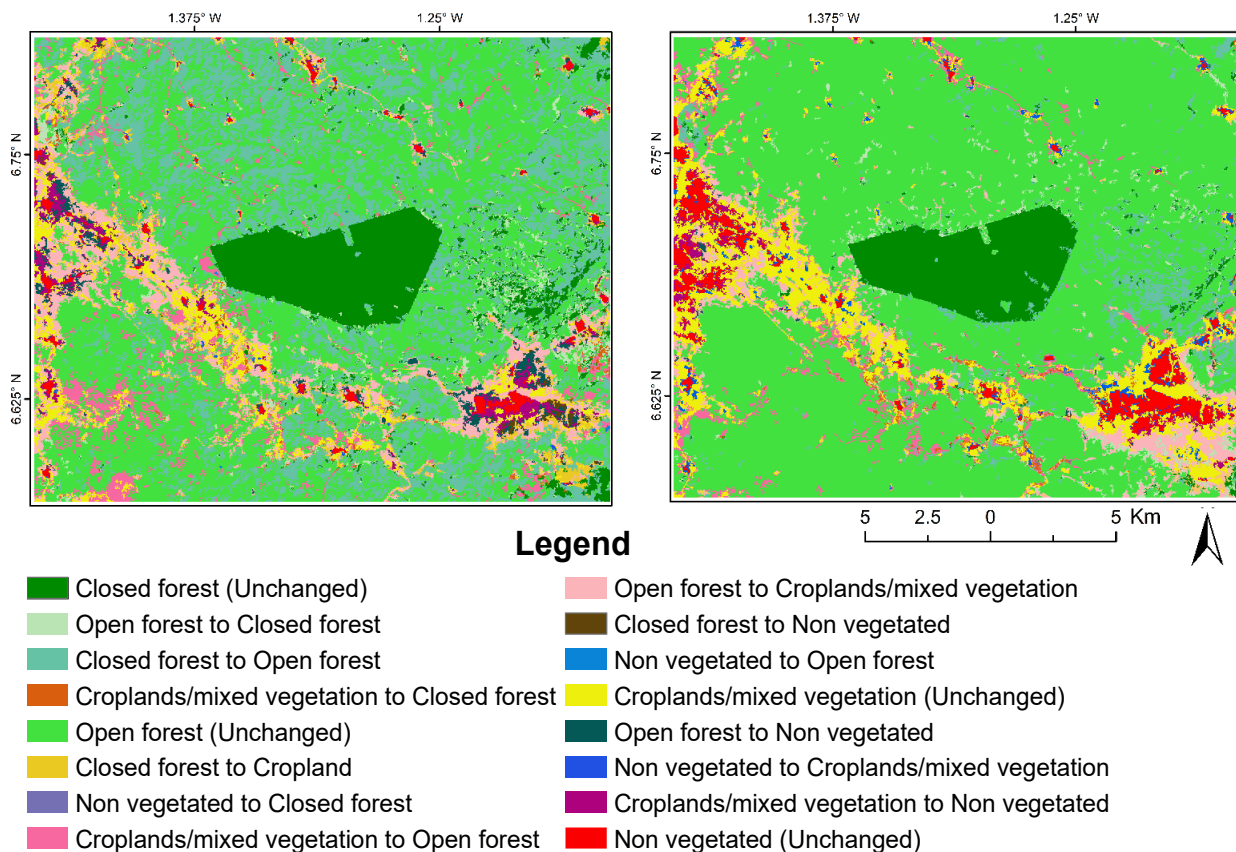 1.375° W 1.25° W 1.375° W 1.25° W
6.75° N 6.75° N
6.625° N 6.625° N
5 2.5 0 5 Km
Legend
Closed forest (Unchanged)
Open forest to Closed forest
Closed forest to Open forest
Croplands/mixed vegetation to Closed forest
Open forest (Unchanged)
Closed forest to Cropland
Non vegetated to Closed forest
Croplands/mixed vegetation to Open forest
Open forest to Croplands/mixed vegetation
Closed forest to Non vegetated
Non vegetated to Open forest
Croplands/mixed vegetation (Unchanged)
Open forest to Non vegetated
Non vegetated to Croplands/mixed vegetation
Croplands/mixed vegetation to Non vegetated
Non vegetated (Unchanged)